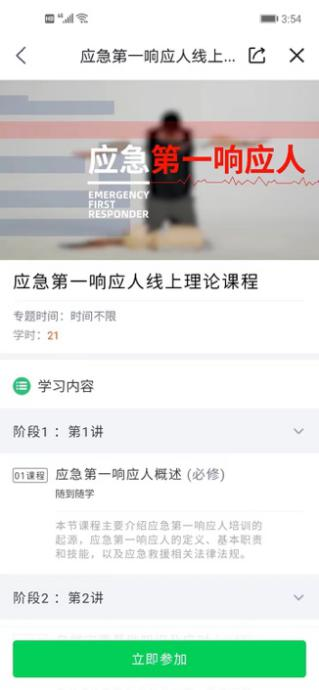 3:54
应急第一响应人线上...
应急第一响应人
EMERGENCY
FIRST
RESPONDER
应急第一响应人线上理论课程
专题时间：时间不限
学时：21
学习内容
阶段1 ：第1讲
01课程 应急第一响应人概述 (必修)
随到随学
本节课程主要介绍应急第一响应人培训的
起源，应急第一响应人的定义、基本职责
和技能，以及应急救援相关法律法规。
阶段2 ：第2讲
立即参加